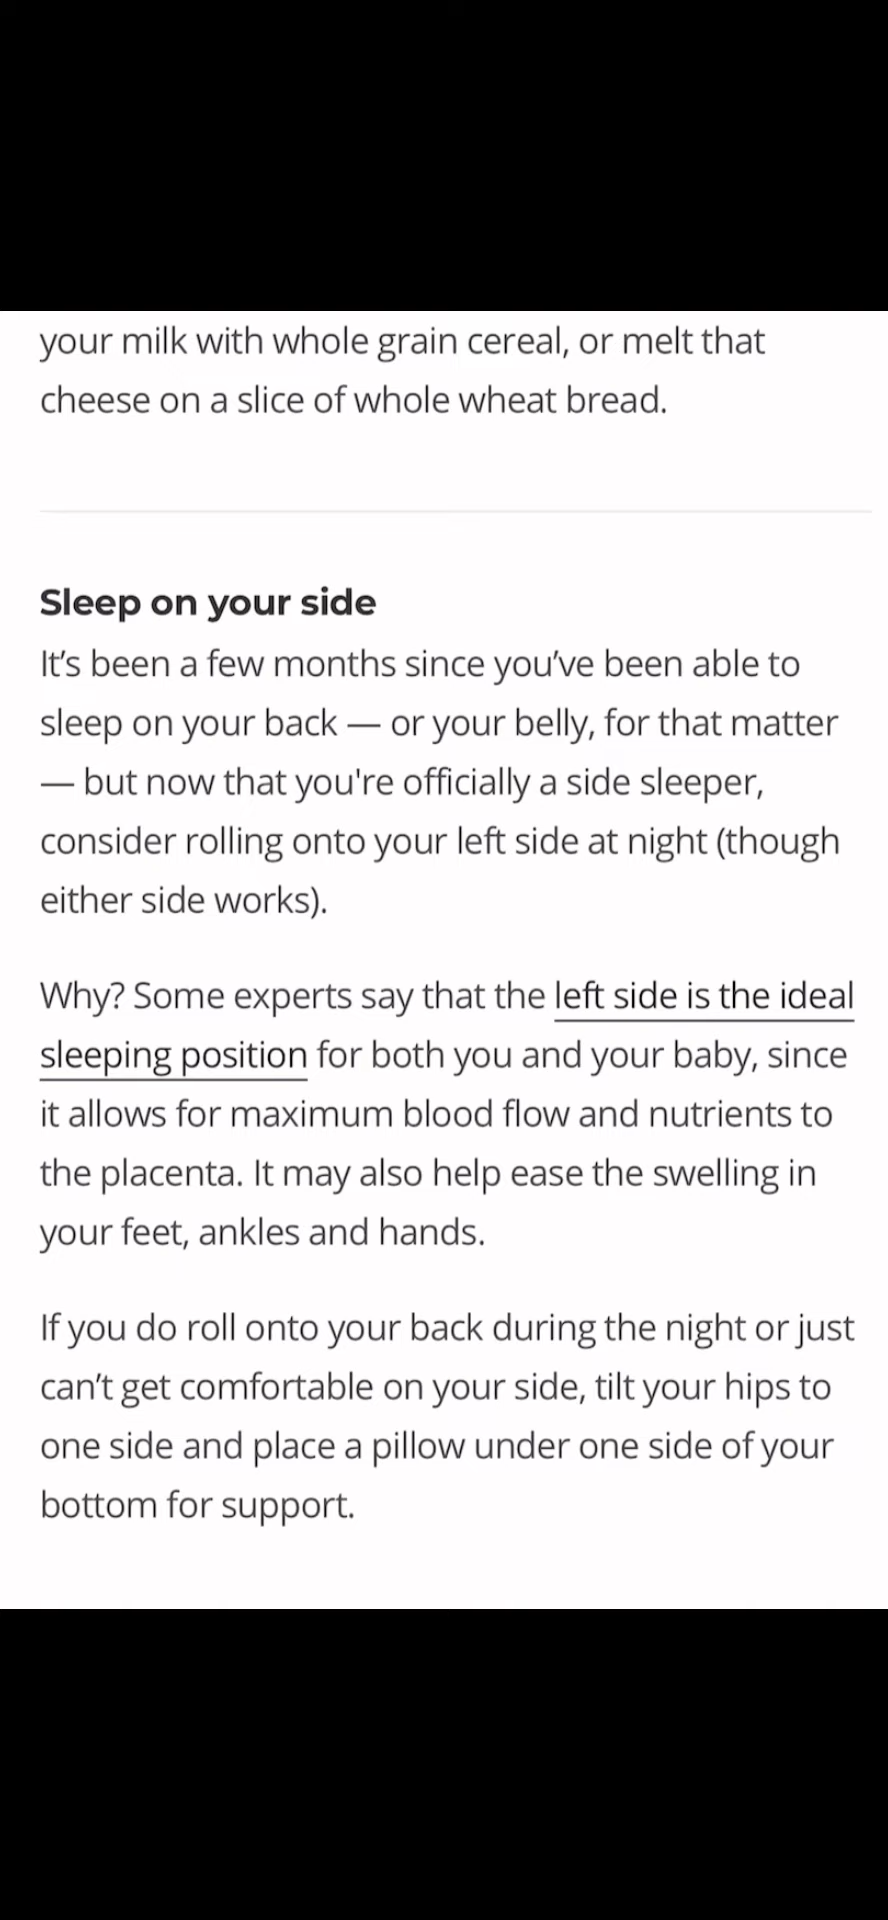 your milk with whole grain cereal, or melt that
cheese on a slice of whole wheat bread.
Sleep on your side
It’s been a few months since you’ve been able to
sleep on your back — or your belly, for that matter
— but now that you're officially a side sleeper,
consider rolling onto your left side at night (though
either side works).
Why? Some experts say that the left side is the ideal
sleeping position for both you and your baby, since
it allows for maximum blood flow and nutrients to
the placenta. It may also help ease the swelling in
your feet, ankles and hands.
If you do roll onto your back during the night or just
can’t get comfortable on your side, tilt your hips to
one side and place a pillow under one side of your
bottom for support.